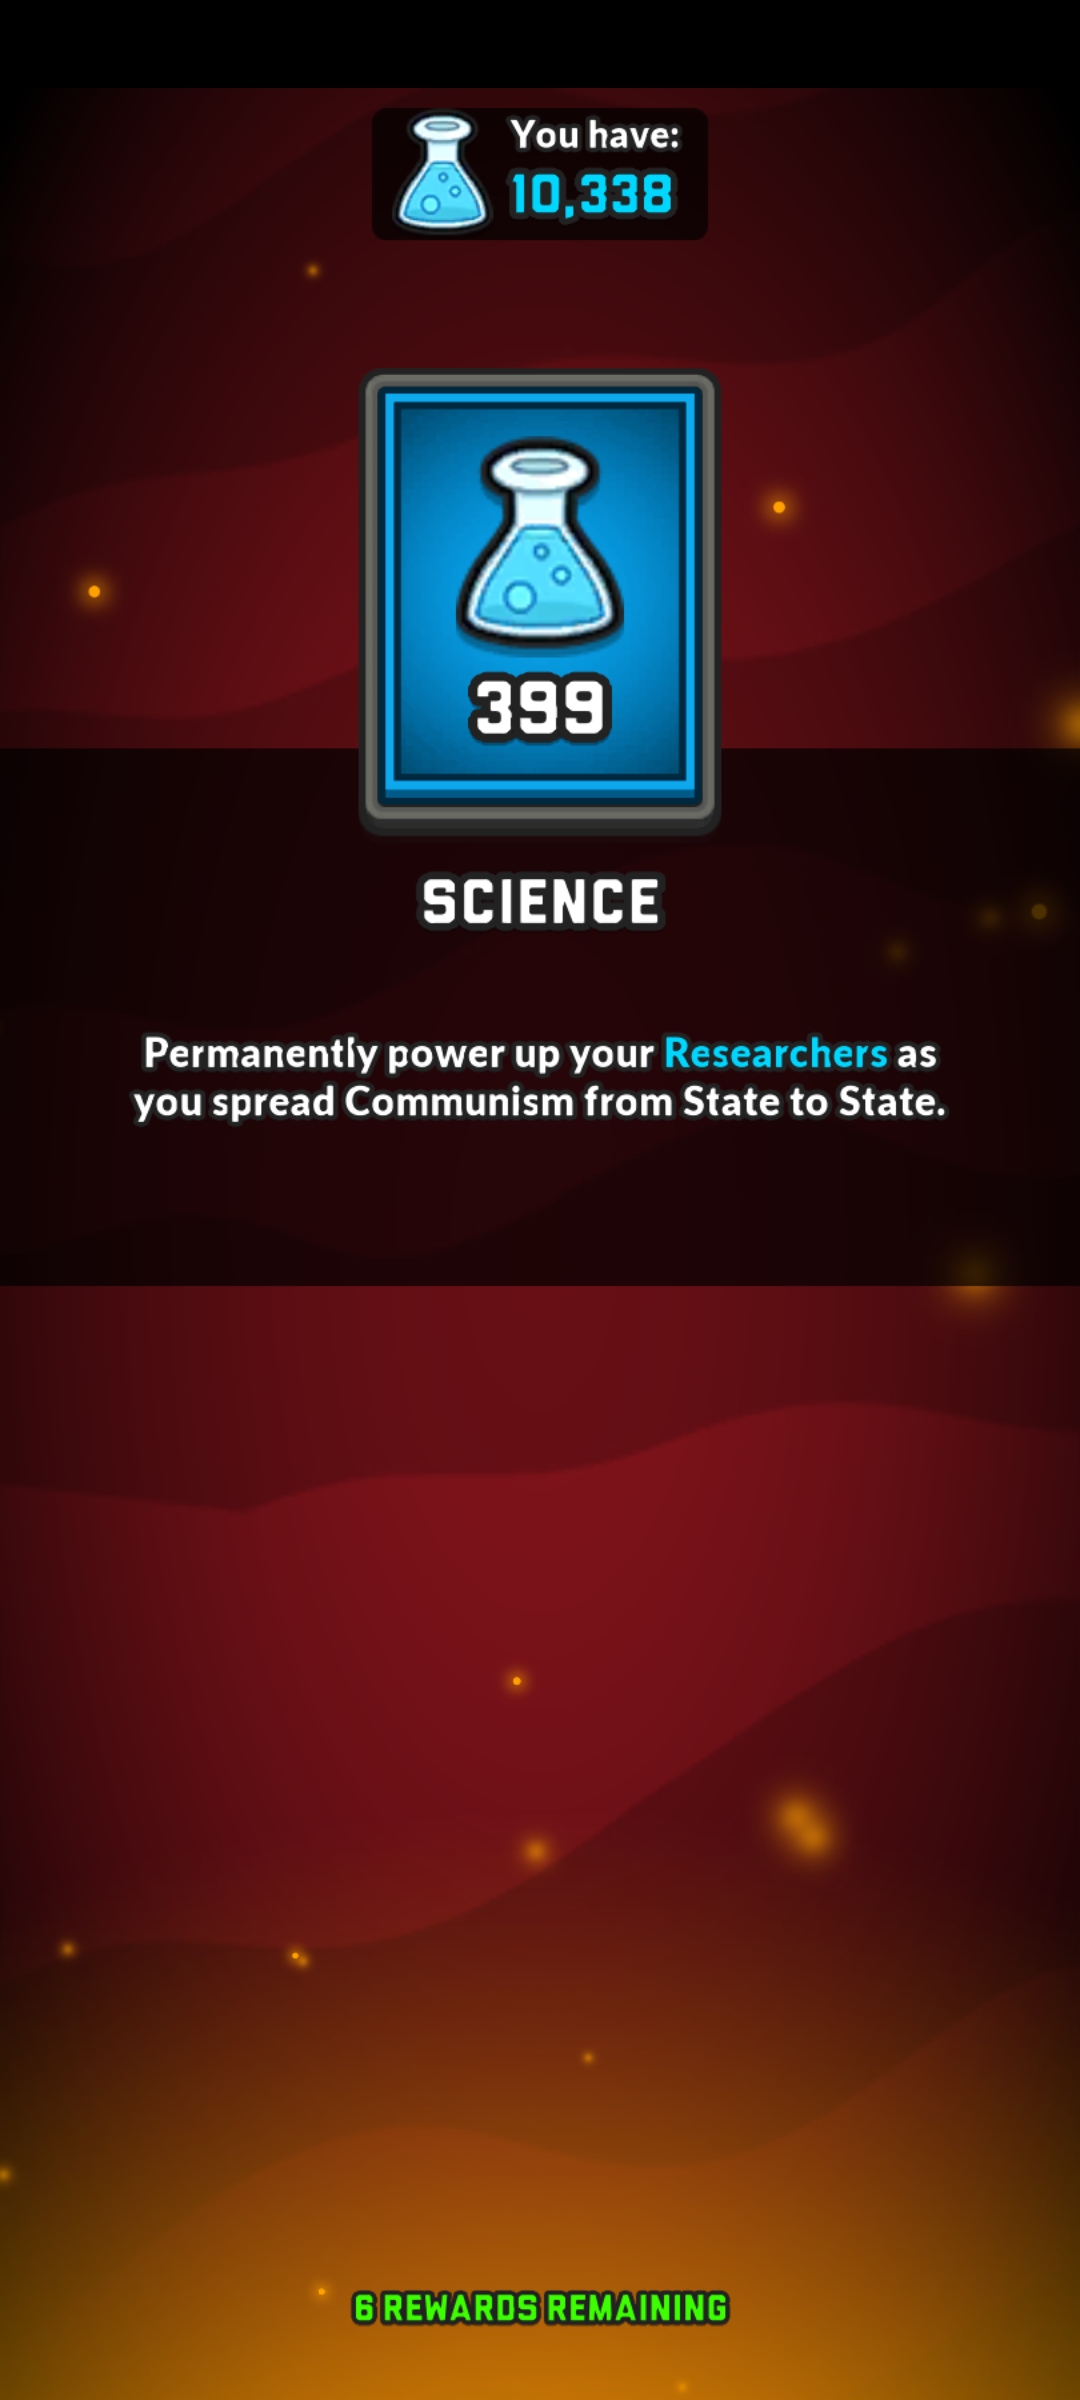 You have:
10,338
399
SCIENCE
Permanently power up your Researchers as
you spread Communism from State to State.
6 REWARDS REMAINING